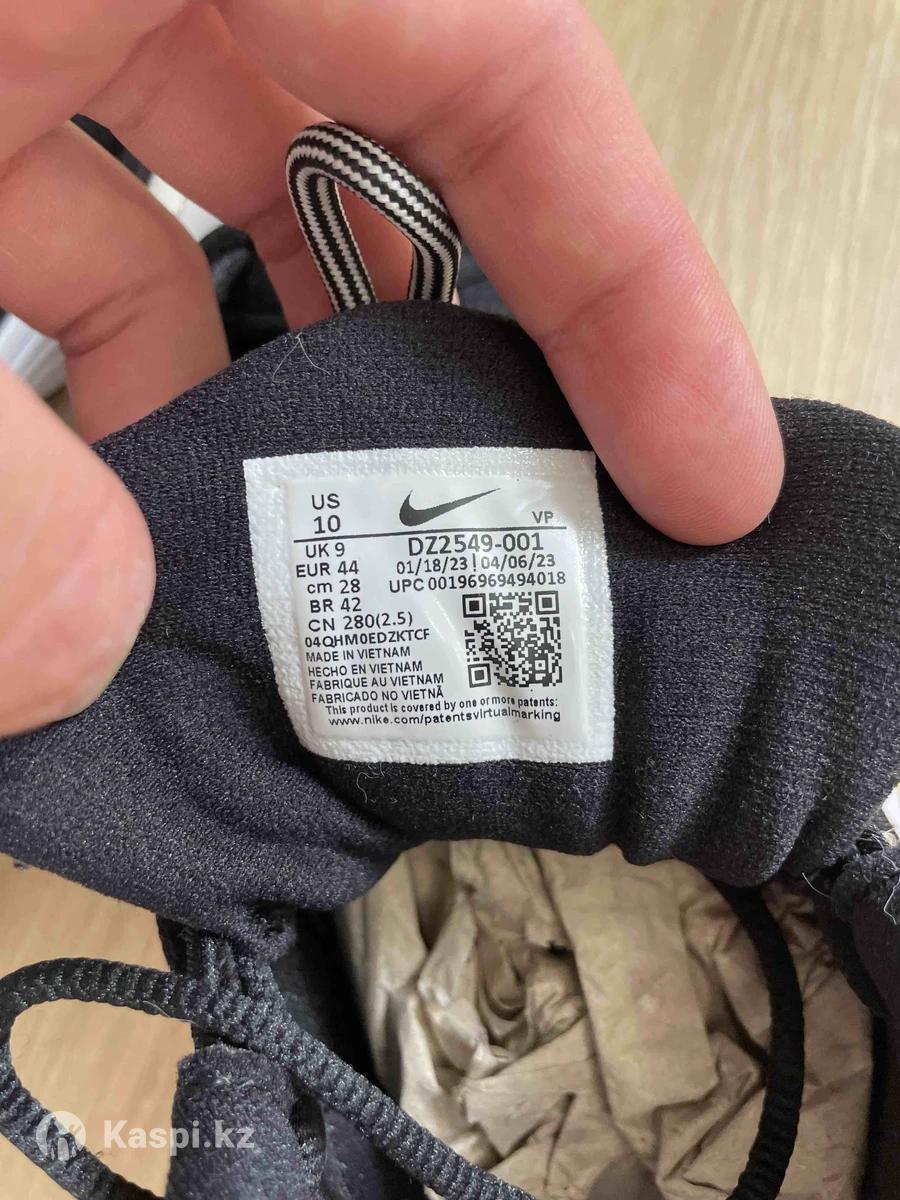 US
10
VP
UK 9
DZ2549-001
EUR 44
01/18/23 | 04/06/23
cm 28
UPC 00196969494018
BR 42
CN 280(2.5)
04QHM0EDZKTCF
MADE IN VIETNAM
HECHO EN VIETNAM
FABRIQUE AU VIETNAM
FABRICADO NO VIETNÃ
This product is covered by one or more patents:
www.nike.com/patentsvirtualmarking
Kaspi.kz